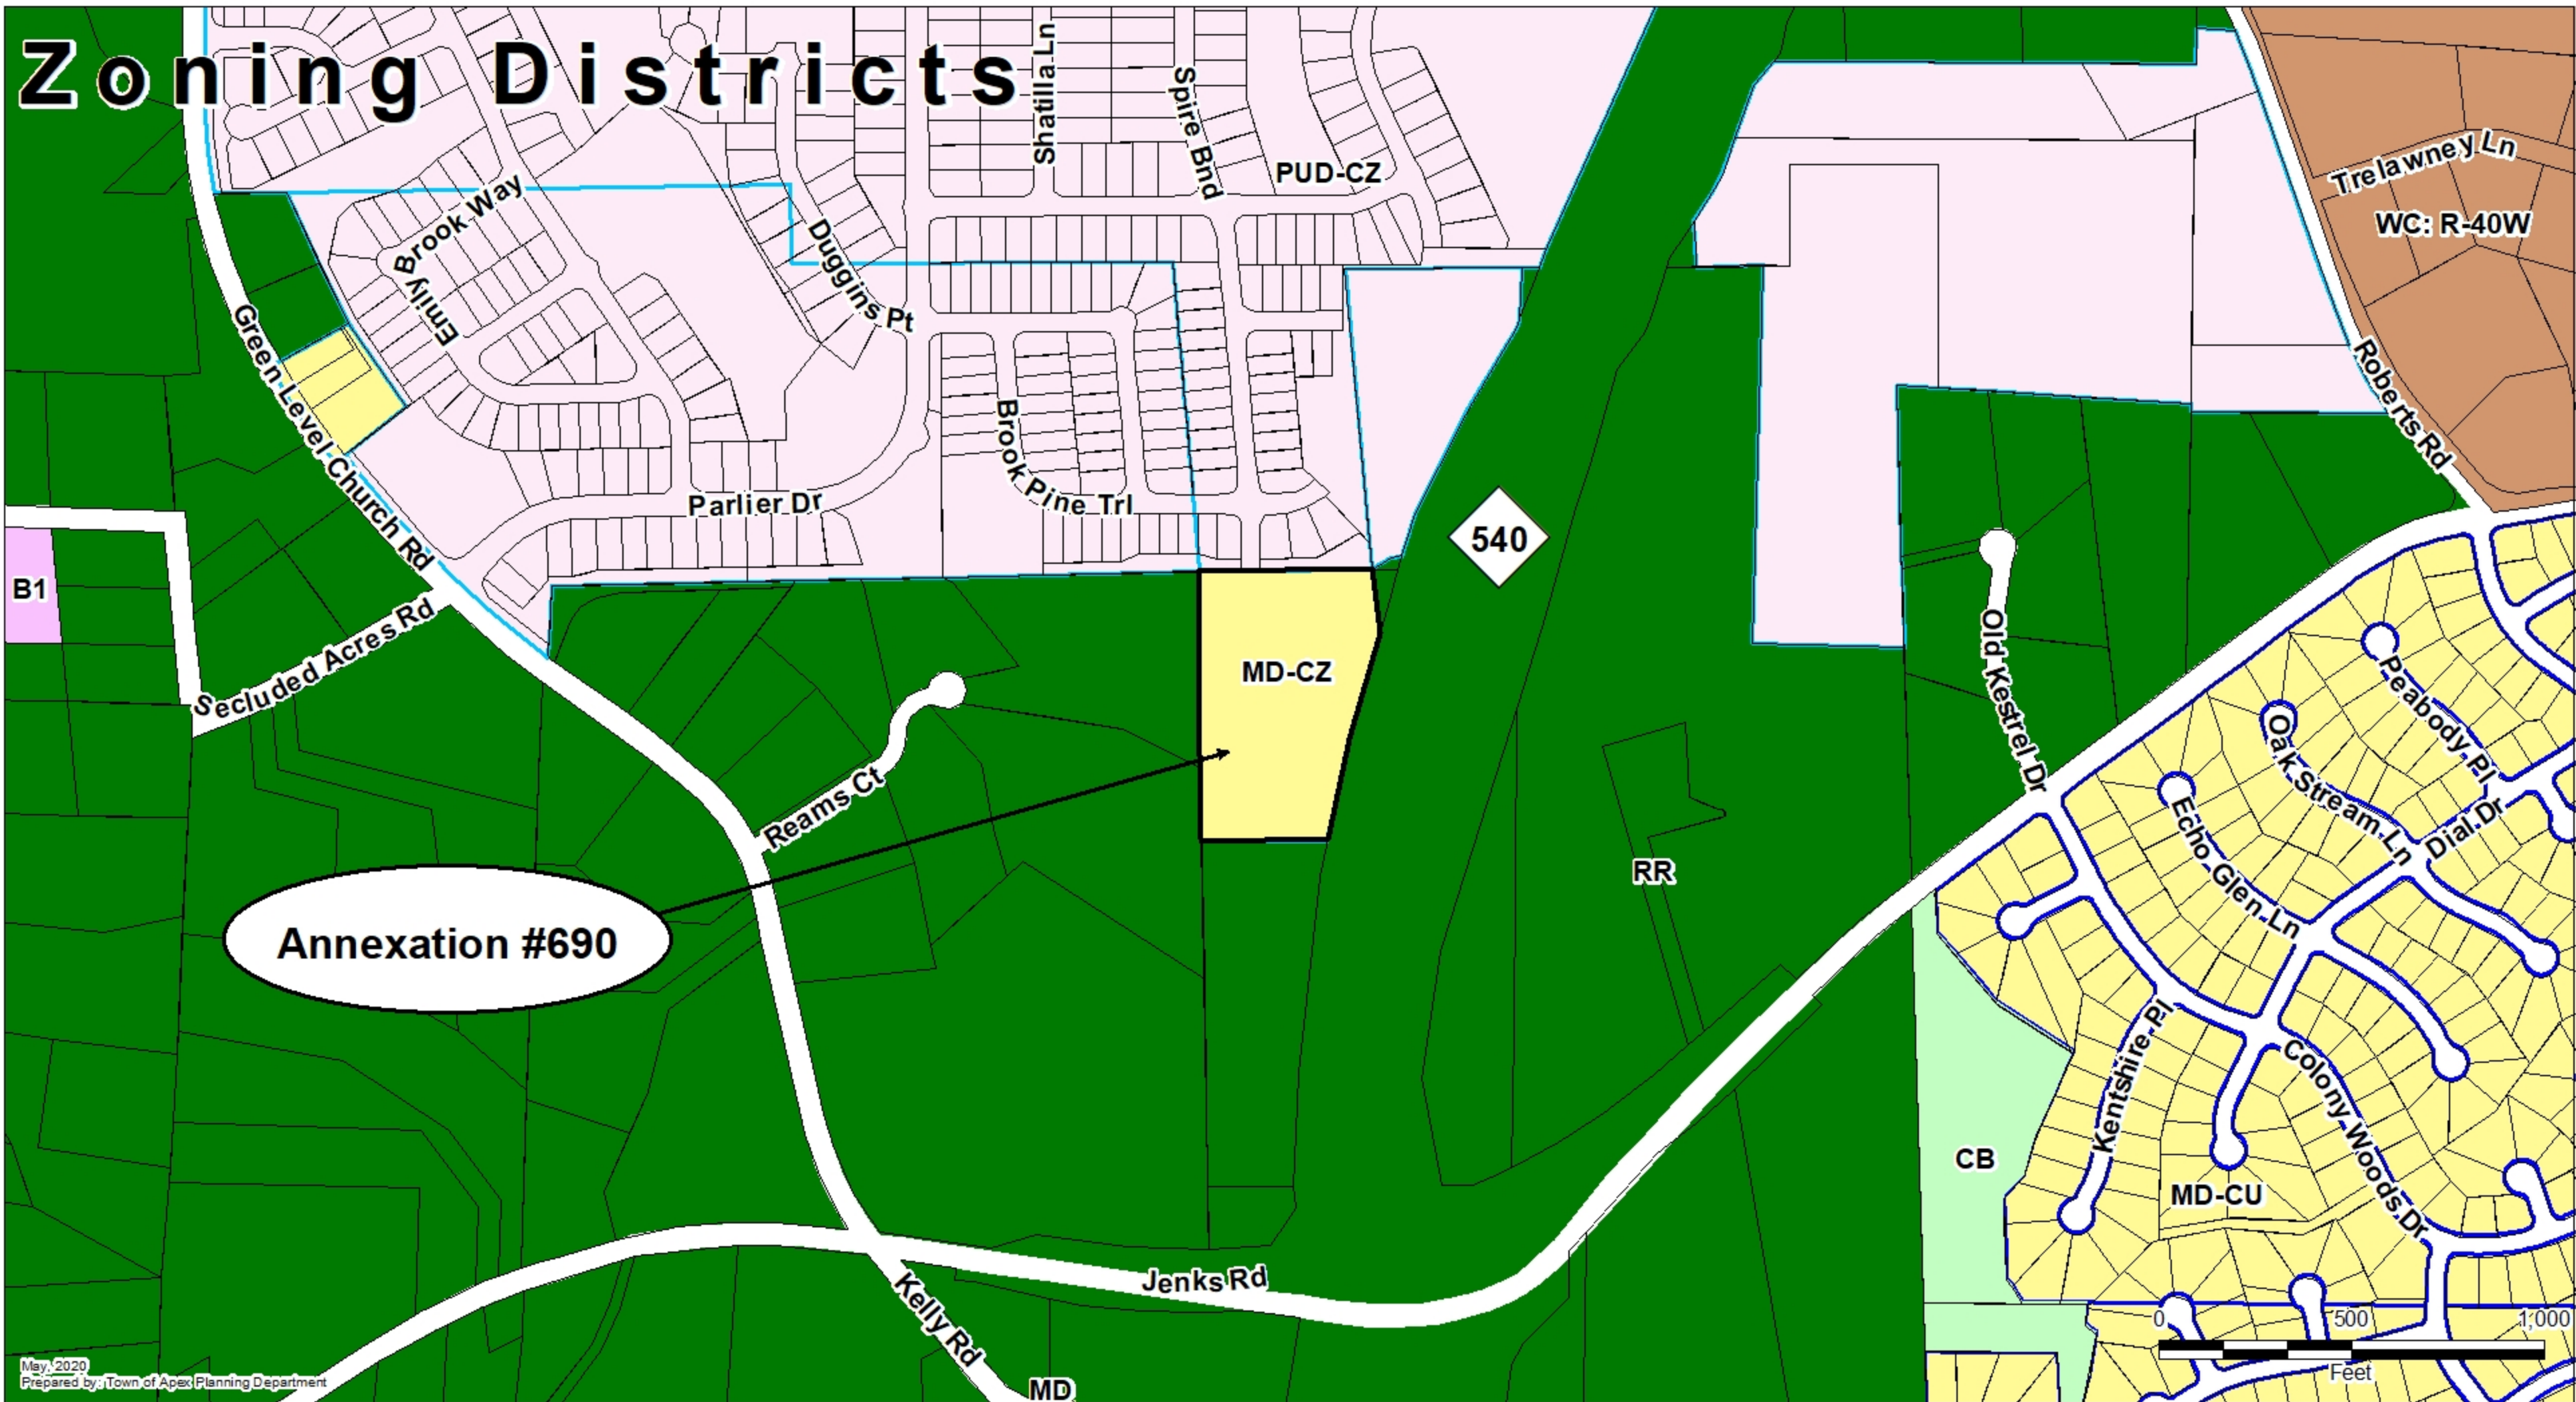 Zoning Districts
Shatilla Ln
Spire Bnd
PUD-CZ
Trelawney Ln
WC: R-40W
Emily Brook Way
Duggins Pt
Green Level Church Rd
Roberts Rd
Brook Pine Trl
Parlier Dr
540
B1
Secluded Acres Rd
MD-CZ
Old Kestrel Dr
Peabody Pl
Oak Stream Ln
Reams Ct
Echo Glen Ln
Dial Dr
RR
Annexation #690
Kentshire Pl
Colony Woods Dr
CB
MD-CU
Jenks Rd
Kelly Rd
0 500 1,000
Feet
May, 2020
Prepared by: Town of Apex Planning Department
MD